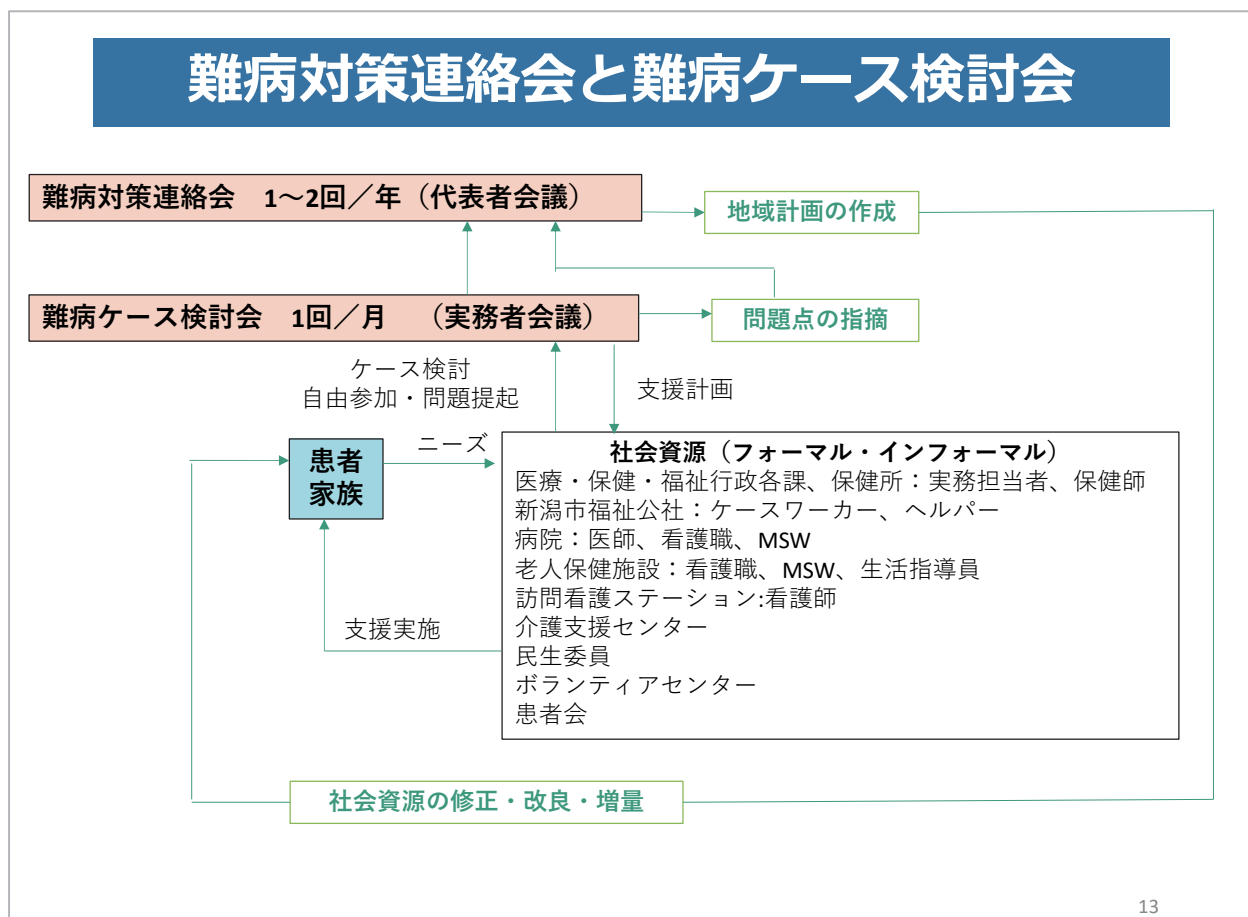 難病対策連絡会と難病ケース検討会
難病対策連絡会　1～2回／年（代表者会議）
地域計画の作成
難病ケース検討会　1回／月　（実務者会議）
問題点の指摘
ケース検討
自由参加・問題提起
支援計画
患者
家族
ニーズ
社会資源（フォーマル・インフォーマル）
医療・保健・福祉行政各課、保健所：実務担当者、保健師
新潟市福祉公社：ケースワーカー、ヘルパー
病院：医師、看護職、MSW
老人保健施設：看護職、MSW、生活指導員
訪問看護ステーション:看護師
介護支援センター
民生委員
ボランティアセンター
患者会
支援実施
社会資源の修正・改良・増量
13